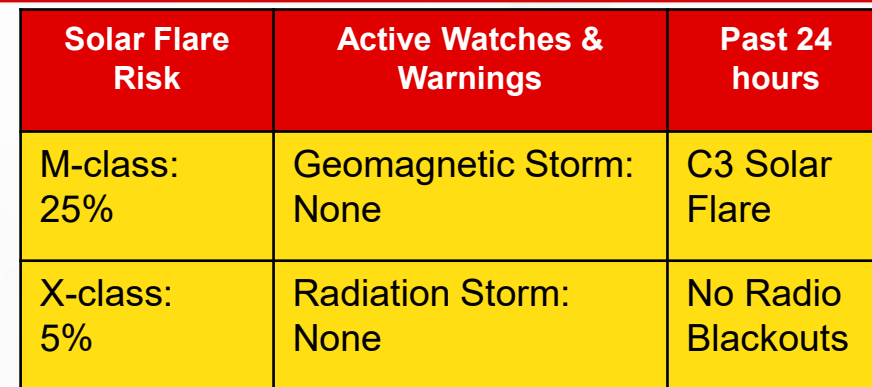 Solar Flare
Risk
Active Watches &
Warnings
Past 24
hours
M-class:
25%
Geomagnetic Storm:
None
C3 Solar
Flare
X-class:
5%
Radiation Storm:
None
No Radio
Blackouts